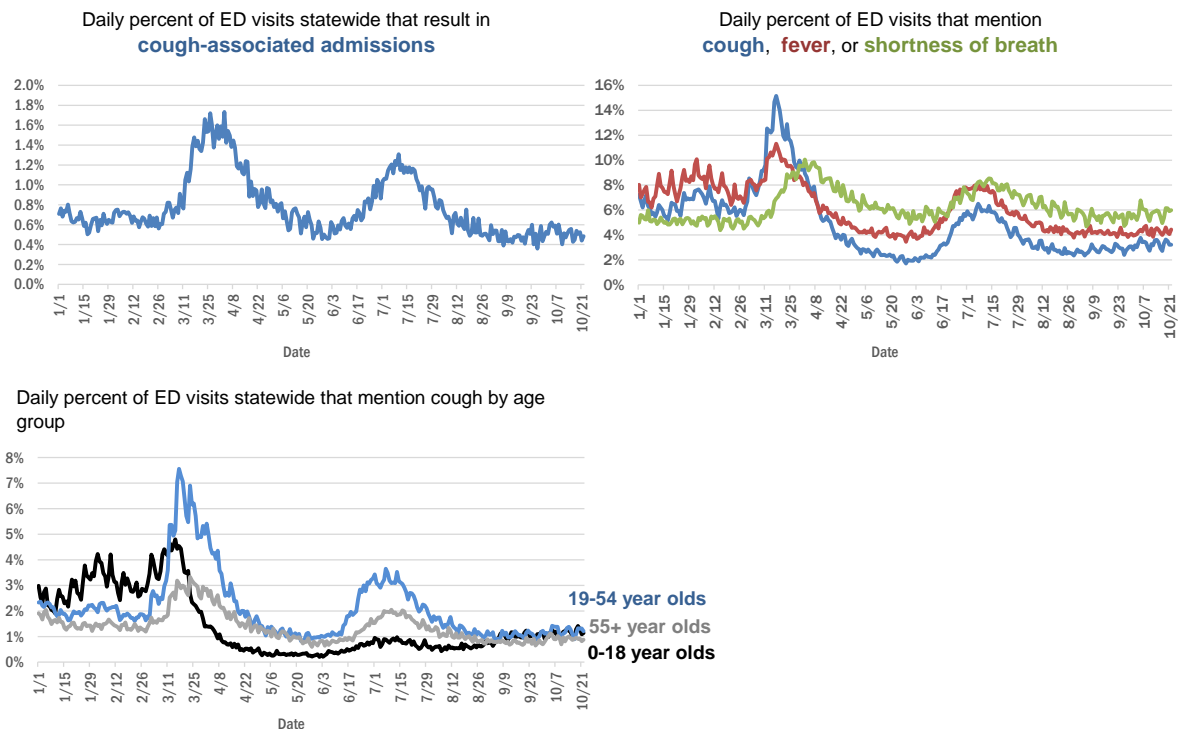 Daily percent of ED visits statewide that result in
cough-associated admissions
2.0%
1.8%
1.6%
1.4%
1.2%
1.0%
0.8%
0.6%
0.4%
0.2%
0.0%
1/1 1/15 1/29 2/12 2/26 3/11 3/25 4/8 4/22 5/6 5/20 6/3 6/17 7/1 7/15 7/29 8/12 8/26 9/9 9/23 10/7 10/21
Date
Daily percent of ED visits that mention
cough, fever, or shortness of breath
16%
14%
12%
10%
8%
6%
4%
2%
0%
1/1 1/15 1/29 2/12 2/26 3/11 3/25 4/8 4/22 5/6 5/20 6/3 6/17 7/1 7/15 7/29 8/12 8/26 9/9 9/23 10/7 10/21
Date
Daily percent of ED visits statewide that mention cough by age
group
8%
7%
6%
5%
4%
3%
2%
1%
0%
19-54 year olds
55+ year olds
0-18 year olds
1/1 1/15 1/29 2/12 2/26 3/11 3/25 4/8 4/22 5/6 5/20 6/3 6/17 7/1 7/15 7/29 8/12 8/26 9/9 9/23 10/7 10/21
Date